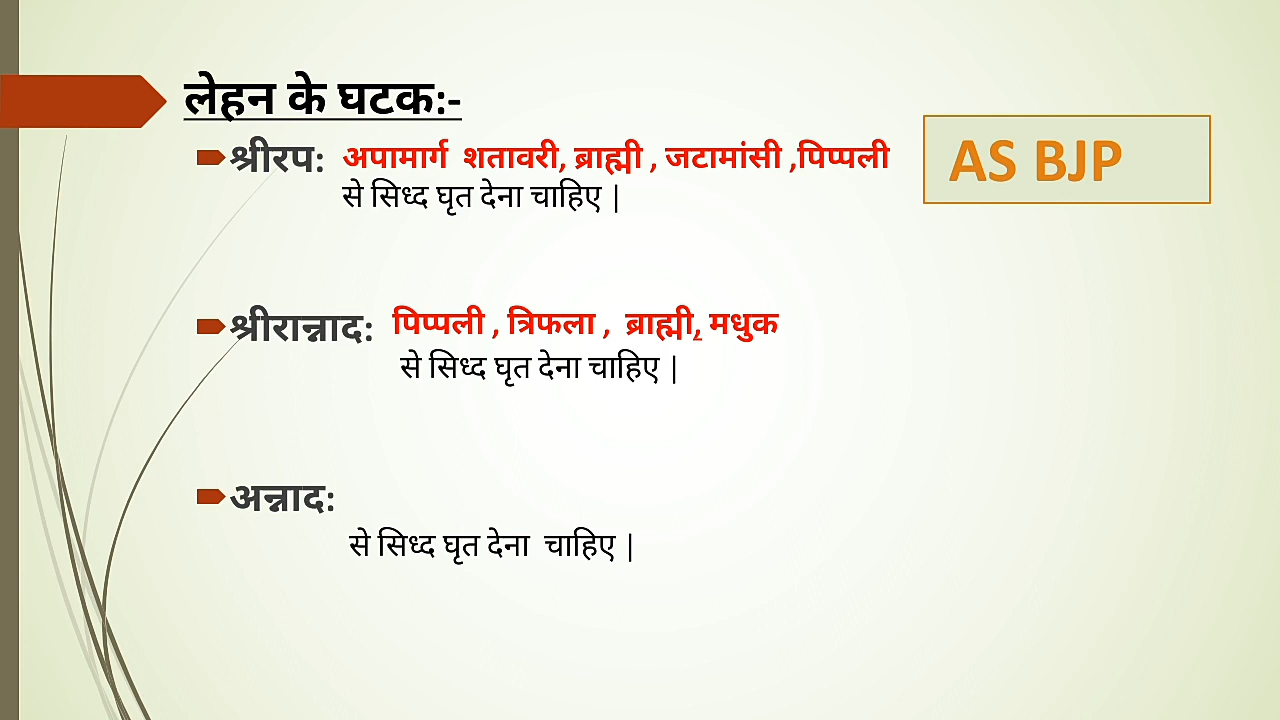 लेहन के घटक:-
श्रीरप: अपामार्ग शतावरी, ब्राह्मी , जटामांसी ,पिप्पली
से सिध्द घृत देना चाहिए |
AS BJP
श्रीरान्नाद: पिप्पली , त्रिफला , ब्राह्मी, मधुक
से सिध्द घृत देना चाहिए |
अन्नाद:
से सिध्द घृत देना चाहिए |